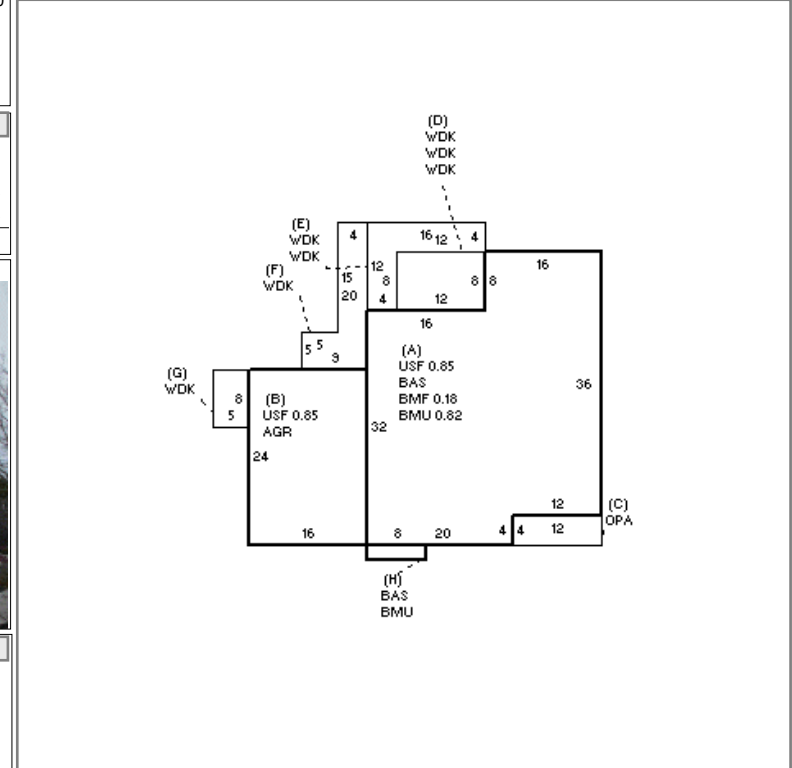 (D)
WDK
WDK
WDK
(E)
WDK
WDK
(F)
WDK
4
16
12
4
12
15
8
20
4
12
8
8
16
16
5
5
9
(G)
WDK
8
5
(B)
USF 0.85
AGR
24
16
(A)
USF 0.85
BAS
BMF 0.18
BMU 0.82
32
36
12
(C)
OPA
8
20
4
4
12
(H)
BAS
BMU